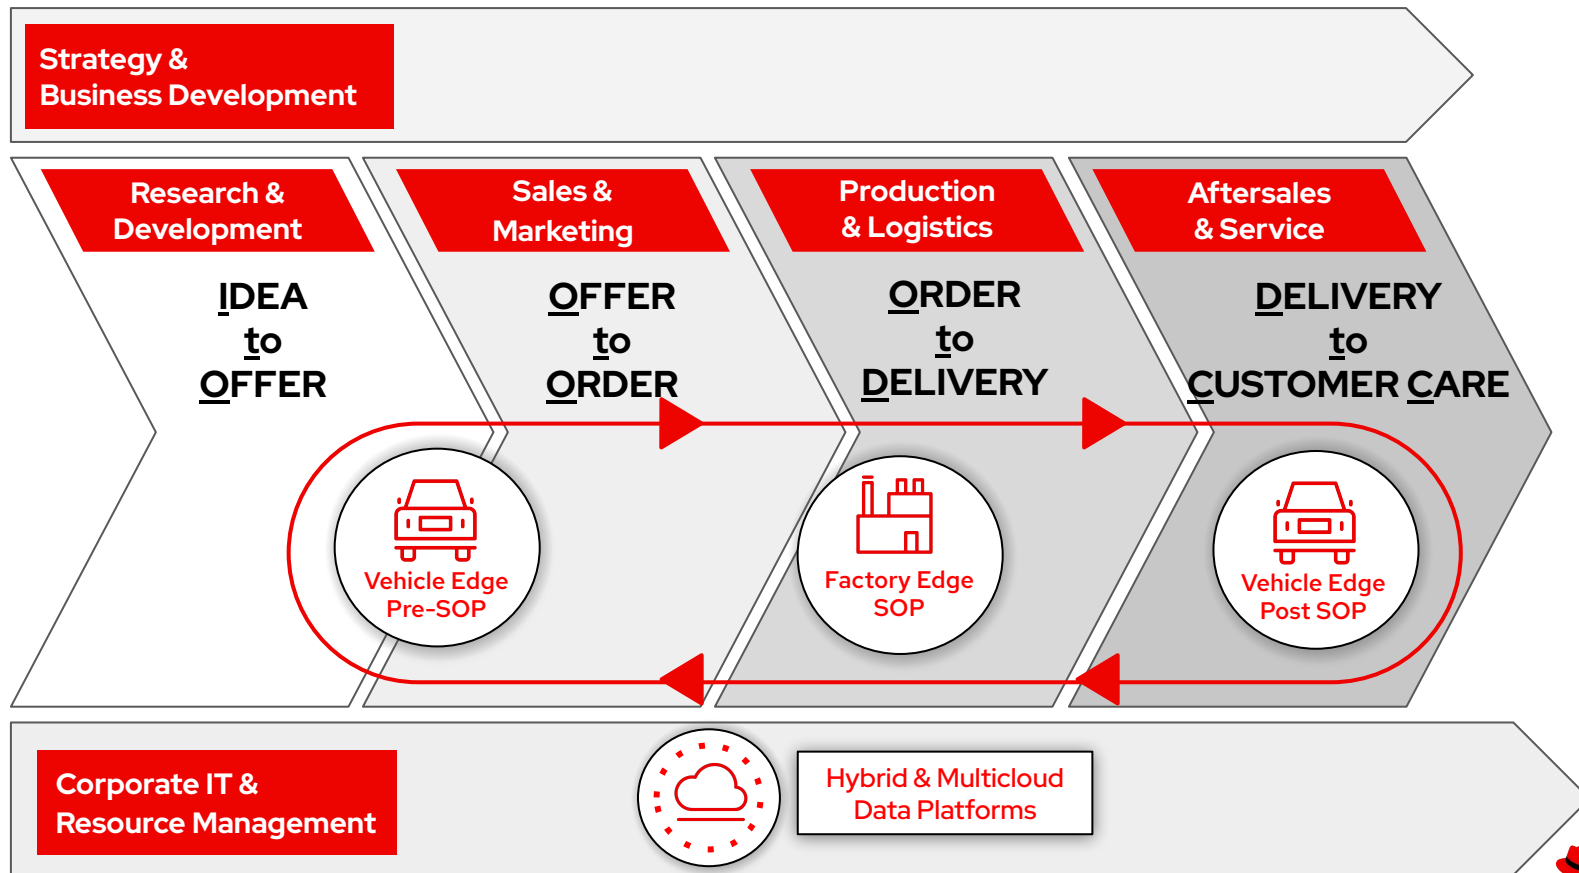 Strategy &
Business Development
Research &
Development
IDEA
to
OFFER
Sales &
Marketing
OFFER
to
ORDER
Production
& Logistics
ORDER
to
DELIVERY
Aftersales
& Service
DELIVERY
to
CUSTOMER CARE
Vehicle Edge
Pre-SOP
Factory Edge
SOP
Vehicle Edge
Post SOP
Corporate IT &
Resource Management
Hybrid & Multicloud
Data Platforms